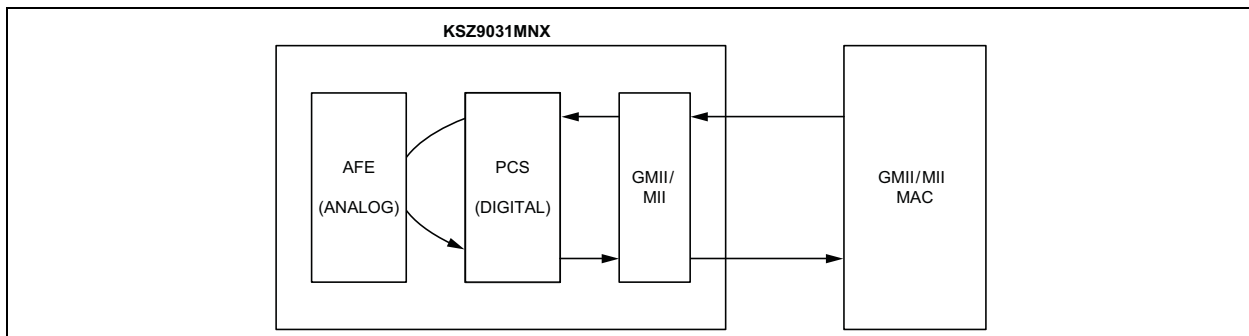 KSZ9031MNX
AFE
(ANALOG)
PCS
(DIGITAL)
GMII/
MII
GMII/MII
MAC